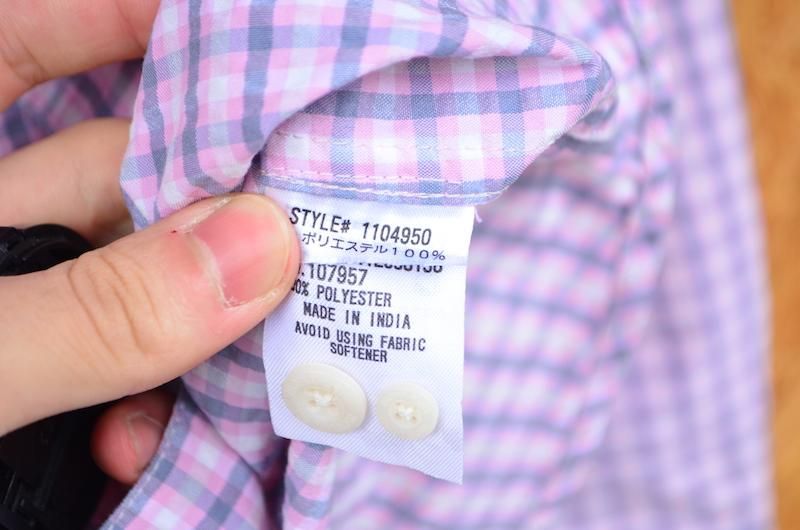 STYLE# 1104950
ポリエステル100%
.107957
0% POLYESTER
MADE IN INDIA
AVOID USING FABRIC
SOFTENER